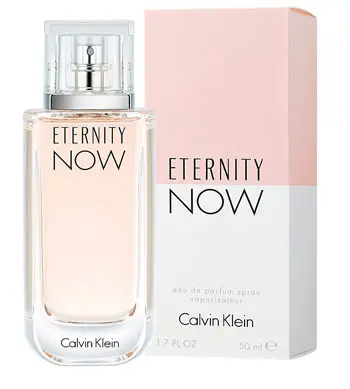 ETERNITY
NOW
Calvin Klein
ETERNITY
NOW
eau de parfum spray
vaporisateur
Calvin Klein
1.7 FL OZ 50 ml e